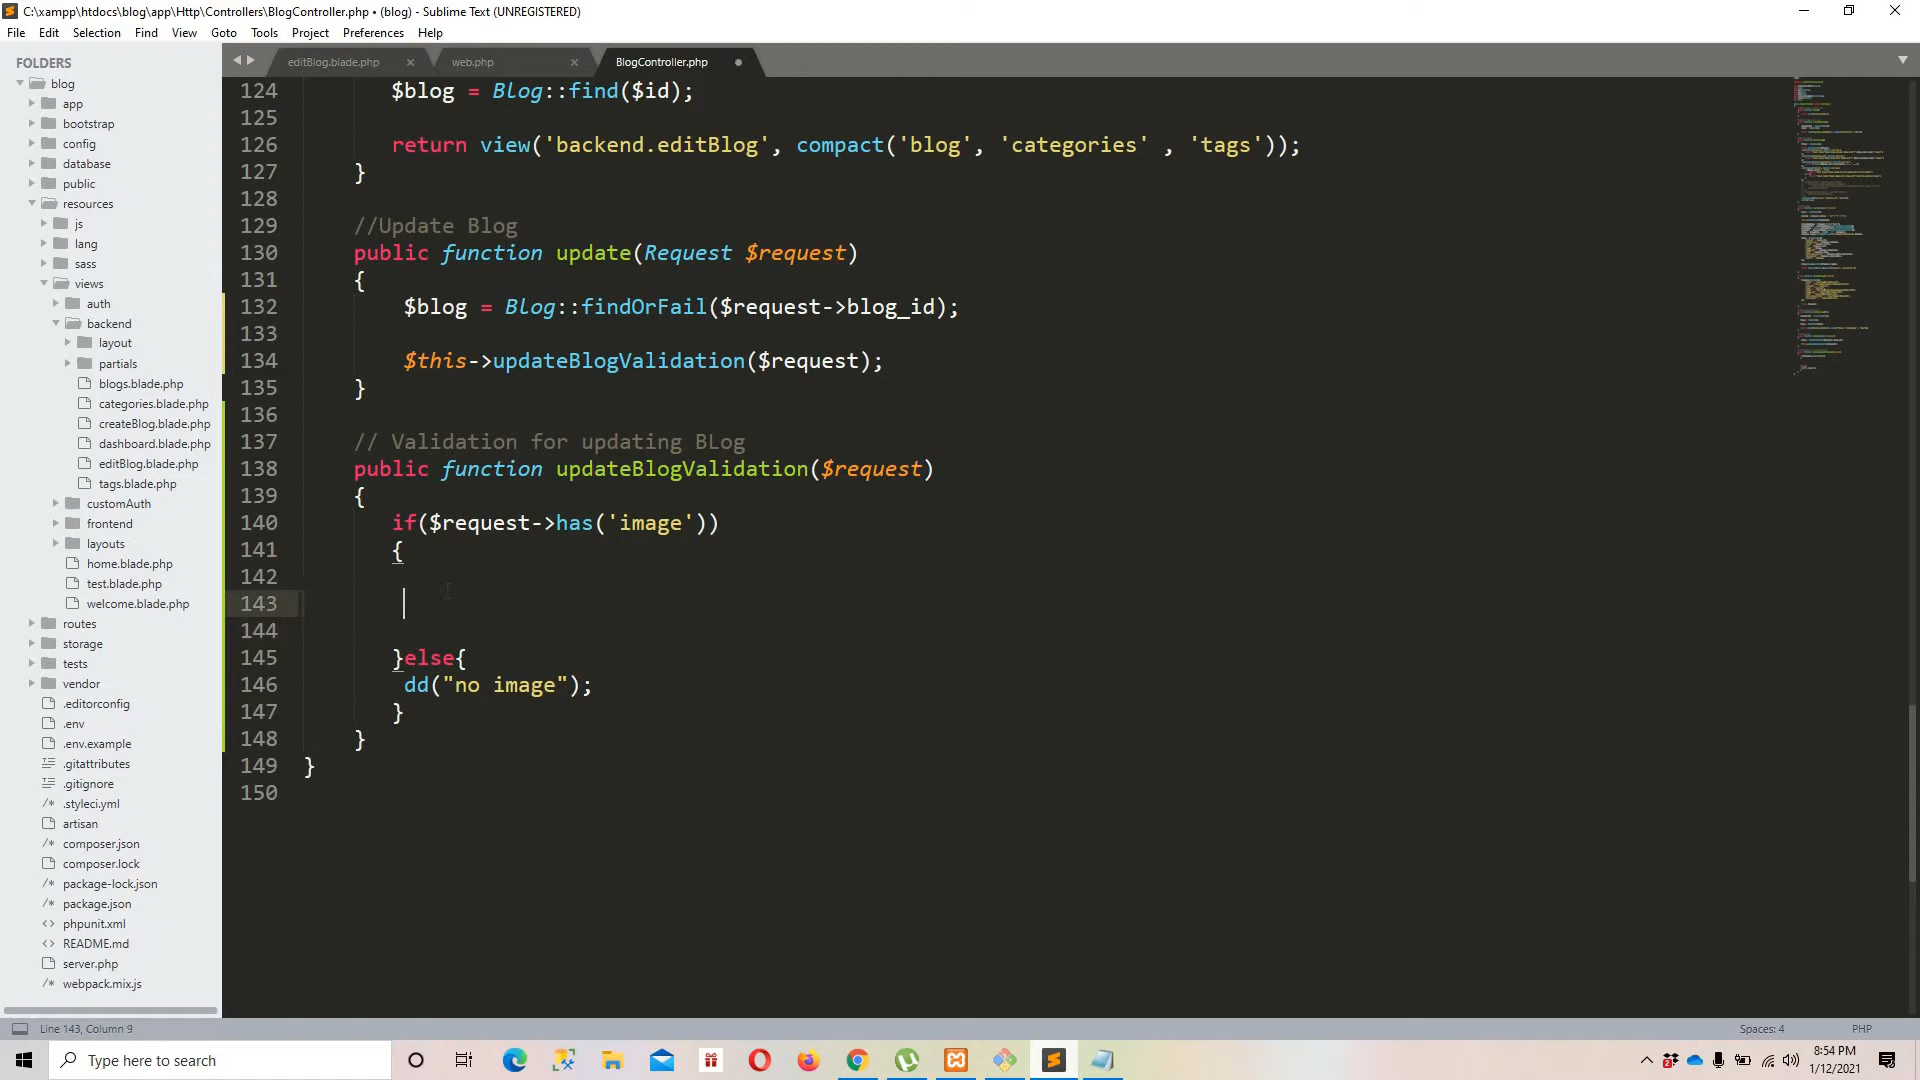 C:\xampp\htdocs\blog\app\Http\Controllers\BlogController.php • (blog) - Sublime Text (UNREGISTERED)
File Edit Selection Find View Goto Tools Project Preferences Help
FOLDERS
blog
app
bootstrap
config
database
public
resources
js
lang
sass
views
auth
backend
layout
partials
blogs.blade.php
categories.blade.php
createBlog.blade.php
dashboard.blade.php
editBlog.blade.php
tags.blade.php
customAuth
frontend
layouts
home.blade.php
test.blade.php
welcome.blade.php
routes
storage
tests
vendor
.editorconfig
.env
.env.example
.gitattributes
.gitignore
.styleci.yml
artisan
composer.json
composer.lock
package-lock.json
package.json
phpunit.xml
README.md
server.php
webpack.mix.js
editBlog.blade.php × web.php × BlogController.php
124 $blog = Blog::find($id);
125
126 return view('backend.editBlog', compact('blog', 'categories' , 'tags'));
127 }
128
129 //Update Blog
130 public function update(Request $request)
131 {
132 $blog = Blog::findOrFail($request->blog_id);
133
134 $this->updateBlogValidation($request);
135 }
136
137 // Validation for updating BLog
138 public function updateBlogValidation($request)
139 {
140 if($request->has('image'))
141 {
142
143
144
145 }else{
146 dd("no image");
147 }
148 }
149 }
150
Line 143, Column 9 Spaces: 4 PHP
Type here to search
8:54 PM
1/12/2021